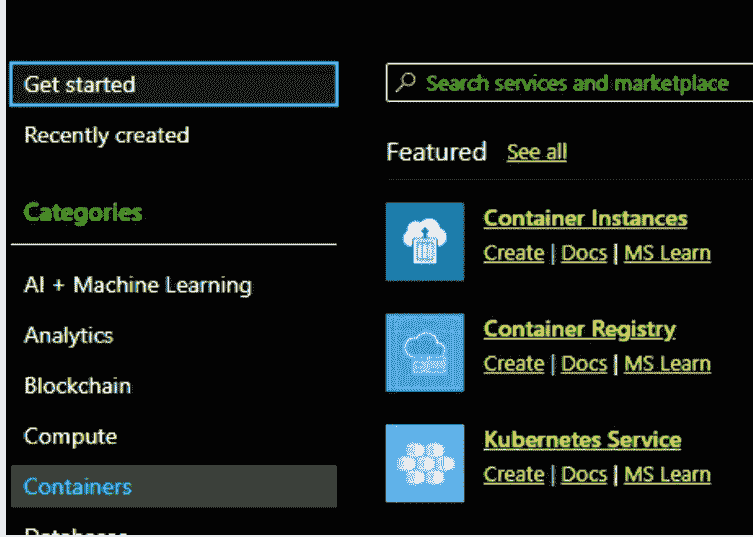 Get started
Recently created
Categories
AI + Machine Learning
Analytics
Blockchain
Compute
Containers
Databases
Search services and marketplace
Featured See all
Container Instances
Create | Docs | MS Learn
Container Registry
Create | Docs | MS Learn
Kubernetes Service
Create | Docs | MS Learn